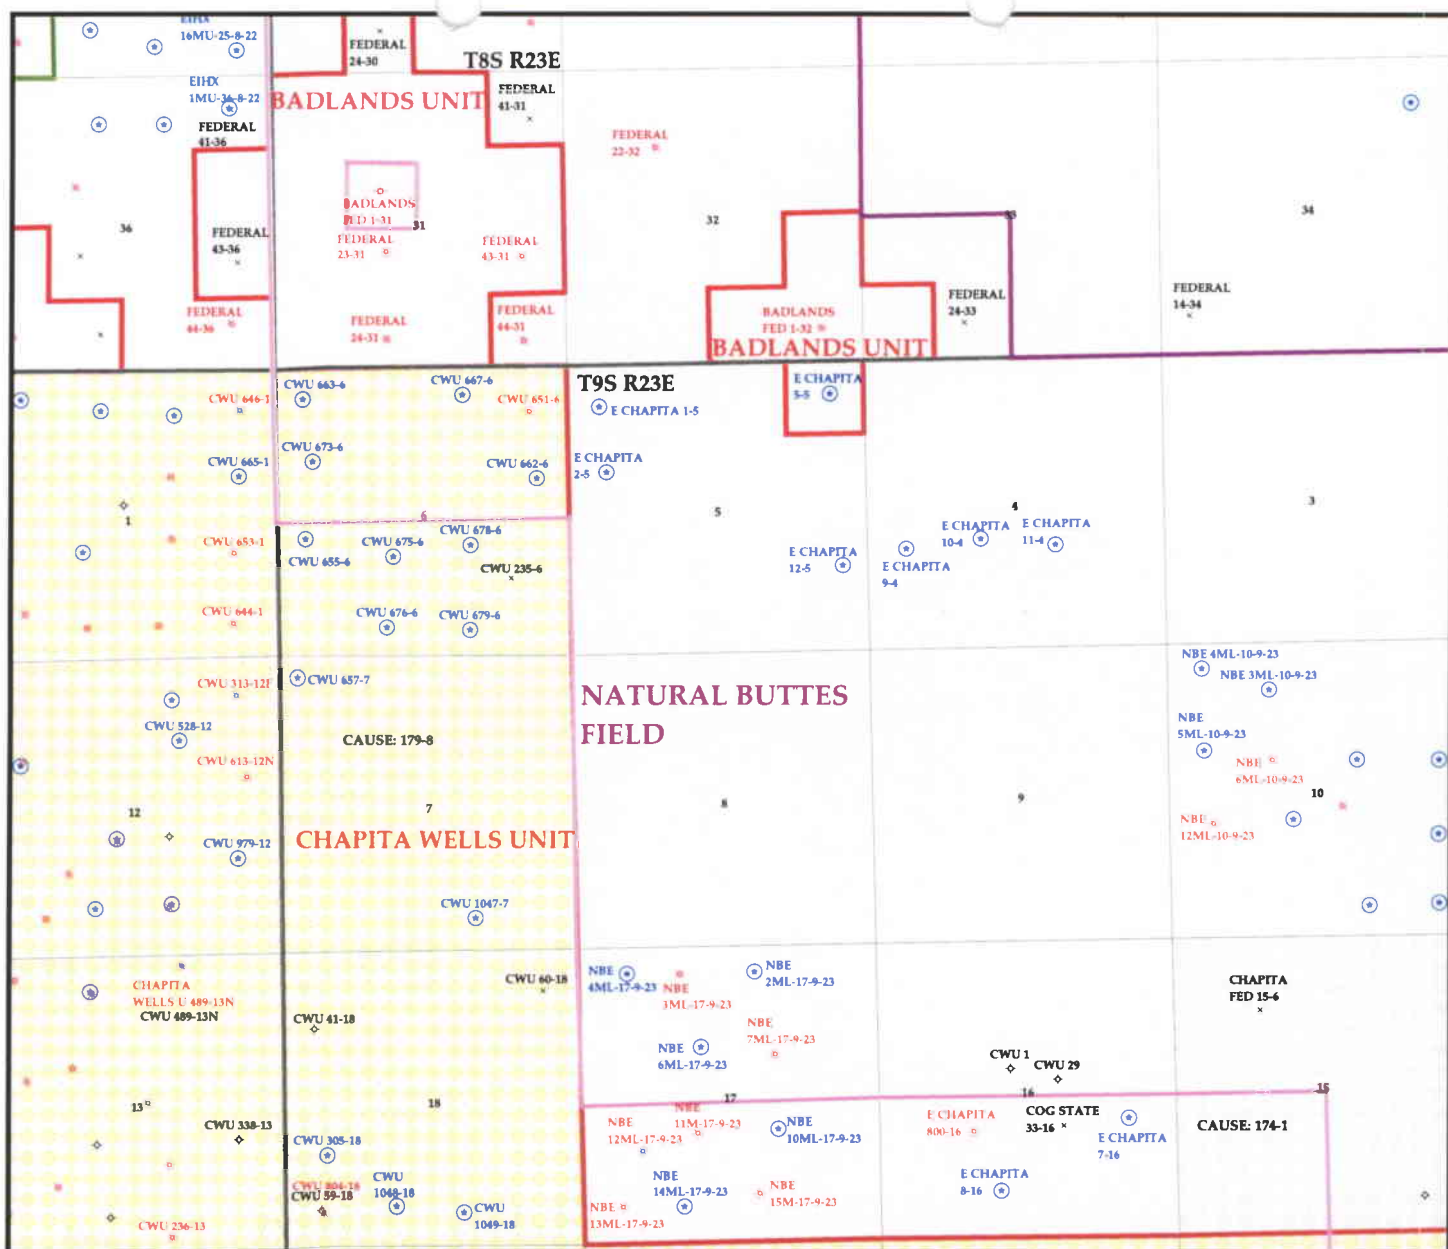 EIHX
16MU-25-8-22
EIHX
1MU-36-8-22
FEDERAL
41-36
36
FEDERAL
43-36
FEDERAL
44-36
FEDERAL
24-30
T8S R23E
BADLANDS UNIT
FEDERAL
41-31
BADLANDS
FED 1-31
31
FEDERAL
23-31
FEDERAL
43-31
FEDERAL
24-31
FEDERAL
44-31
FEDERAL
22-32
32
BADLANDS
FED 1-32
BADLANDS UNIT
33
FEDERAL
24-33
34
FEDERAL
14-34
CWU 646-1
CWU 665-1
1
CWU 653-1
CWU 644-1
CWU 663-6
CWU 667-6
CWU 651-6
CWU 673-6
CWU 662-6
6
CWU 678-6
CWU 675-6
CWU 655-6
CWU 235-6
CWU 676-6
CWU 679-6
T9S R23E
E CHAPITA 1-5
E CHAPITA
5-5
E CHAPITA
2-5
5
E CHAPITA
12-5
4
E CHAPITA
10-4
E CHAPITA
11-4
E CHAPITA
9-4
3
CWU 313-12F
CWU 528-12
CWU 613-12N
12
CWU 979-12
CWU 657-7
CAUSE: 179-8
7
CHAPITA WELLS UNIT
CWU 1047-7
NATURAL BUTTES
FIELD
8
9
NBE 4ML-10-9-23
NBE 3ML-10-9-23
NBE
5ML-10-9-23
NBE
6ML-10-9-23
10
NBE
12ML-10-9-23
CHAPITA
WELLS U 489-13N
CWU 489-13N
13
CWU 338-13
CWU 236-13
CWU 60-18
CWU 41-18
18
CWU 305-18
CWU 804-18
CWU 59-18
CWU
1048-18
CWU
1049-18
NBE
4ML-17-9-23
NBE
3ML-17-9-23
NBE
2ML-17-9-23
NBE
6ML-17-9-23
NBE
7ML-17-9-23
17
NBE
12ML-17-9-23
NBE
11M-17-9-23
NBE
10ML-17-9-23
NBE
14ML-17-9-23
NBE
13ML-17-9-23
NBE
15M-17-9-23
CWU 1
CWU 29
16
E CHAPITA
800-16
COG STATE
33-16
E CHAPITA
7-16
E CHAPITA
8-16
CHAPITA
FED 15-6
15
CAUSE: 174-1